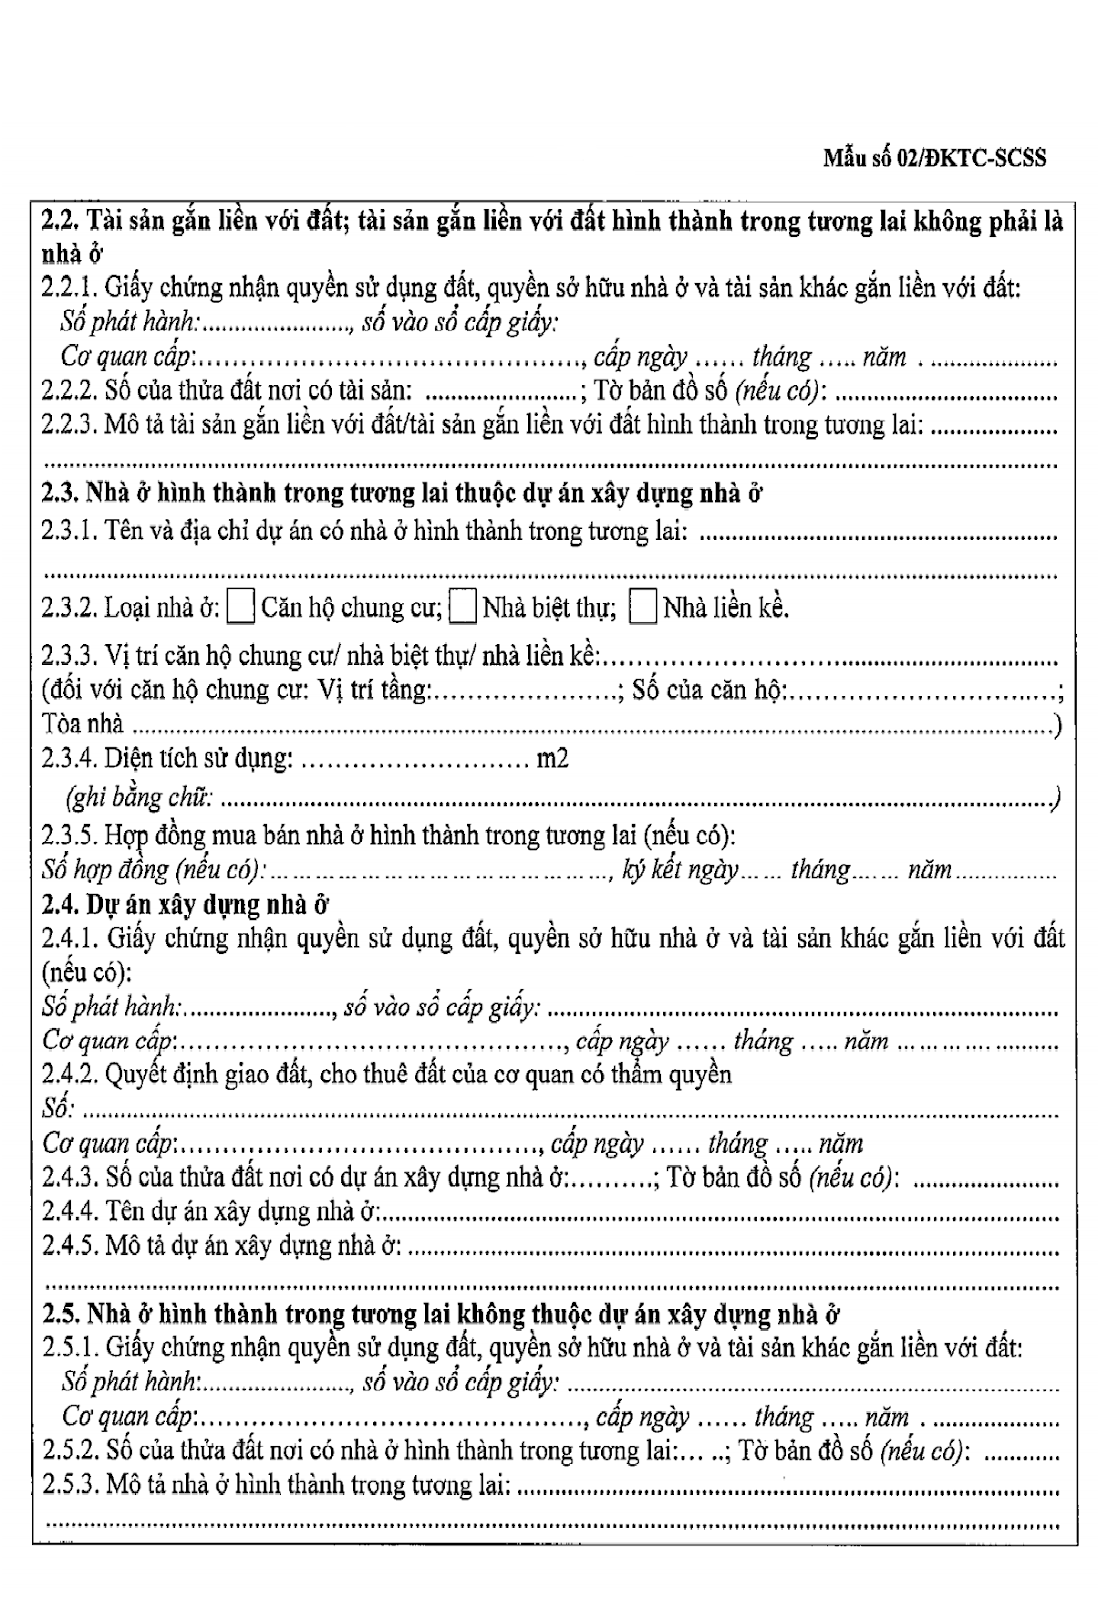 Mẫu số 02/ĐKTC-SCSS
2.2. Tài sản gắn liền với đất; tài sản gắn liền với đất hình thành trong tương lai không phải là
nhà ở
2.2.1. Giấy chứng nhận quyền sử dụng đất, quyền sở hữu nhà ở và tài sản khác gắn liền với đất:
Số phát hành:......................., số vào sổ cấp giấy:
Cơ quan cấp:............................................, cấp ngày ...... tháng ..... năm . .....................
2.2.2. Số của thửa đất nơi có tài sản: ........................; Tờ bản đồ số (nếu có): ...................................
2.2.3. Mô tả tài sản gắn liền với đất/tài sản gắn liền với đất hình thành trong tương lai: ....................
................................................................................
2.3. Nhà ở hình thành trong tương lai thuộc dự án xây dựng nhà ở
2.3.1. Tên và địa chỉ dự án có nhà ở hình thành trong tương lai: ........................................................
................................................................................
2.3.2. Loại nhà ở: □ Căn hộ chung cư; □ Nhà biệt thự; □ Nhà liền kề.
2.3.3. Vị trí căn hộ chung cư/ nhà biệt thự/ nhà liền kề:............................................................
(đối với căn hộ chung cư: Vị trí tầng:.....................; Số của căn hộ:...............................;
Tòa nhà ................................................................................)
2.3.4. Diện tích sử dụng: .......................... m2
(ghi bằng chữ: ................................................................................)
2.3.5. Hợp đồng mua bán nhà ở hình thành trong tương lai (nếu có):
Số hợp đồng (nếu có):........................................, ký kết ngày...... tháng...... năm................
2.4. Dự án xây dựng nhà ở
2.4.1. Giấy chứng nhận quyền sử dụng đất, quyền sở hữu nhà ở và tài sản khác gắn liền với đất
(nếu có):
Số phát hành:......................., số vào sổ cấp giấy: ................................................................................
Cơ quan cấp:............................................, cấp ngày ...... tháng ..... năm .........................
2.4.2. Quyết định giao đất, cho thuê đất của cơ quan có thẩm quyền
Số: ................................................................................
Cơ quan cấp:........................................., cấp ngày ...... tháng ..... năm
2.4.3. Số của thửa đất nơi có dự án xây dựng nhà ở:..........; Tờ bản đồ số (nếu có): .......................
2.4.4. Tên dự án xây dựng nhà ở:................................................................................
2.4.5. Mô tả dự án xây dựng nhà ở: ................................................................................
................................................................................
2.5. Nhà ở hình thành trong tương lai không thuộc dự án xây dựng nhà ở
2.5.1. Giấy chứng nhận quyền sử dụng đất, quyền sở hữu nhà ở và tài sản khác gắn liền với đất:
Số phát hành:......................., số vào sổ cấp giấy: ................................................................................
Cơ quan cấp:............................................, cấp ngày ...... tháng ..... năm . .....................
2.5.2. Số của thửa đất nơi có nhà ở hình thành trong tương lai:.....; Tờ bản đồ số (nếu có): ............
2.5.3. Mô tả nhà ở hình thành trong tương lai: ................................................................................
................................................................................